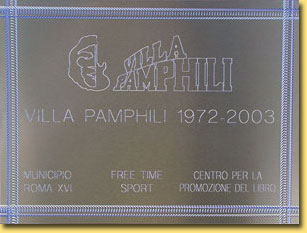 VILLA
PAMPHILI
VILLA PAMPHILI 1972-2003
MUNICIPIO
ROMA XVI
FREE TIME
SPORT
CENTRO PER LA
PROMOZIONE DEL LIBRO